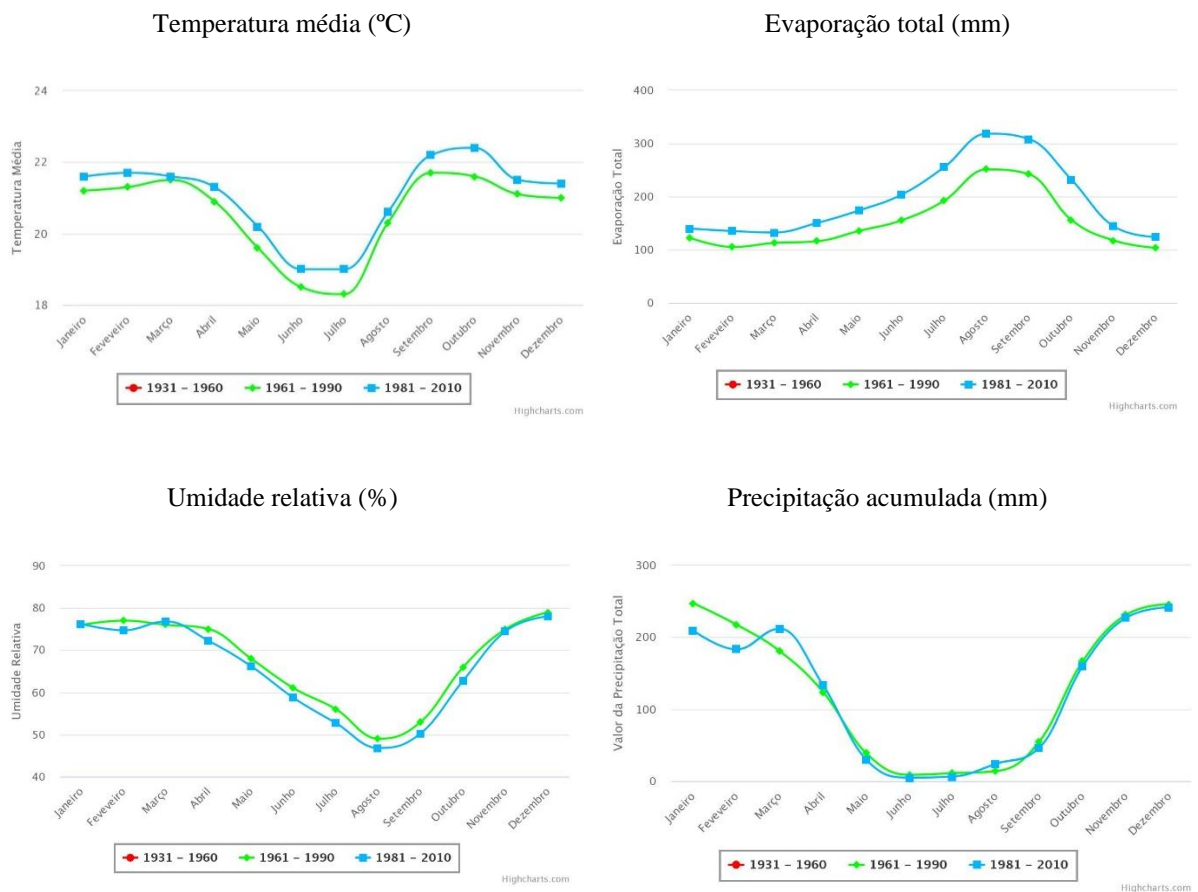 Temperatura média (ºC)
24
22
20
18
Temperatura Média
Janeiro
Feveveiro
Março
Abril
Maio
Junho
Julho
Agosto
Setembro
Outubro
Novembro
Dezembro
1931 – 1960 1961 – 1990 1981 – 2010
Highcharts.com
Evaporação total (mm)
400
300
200
100
0
Evaporação Total
Janeiro
Feveveiro
Março
Abril
Maio
Junho
Julho
Agosto
Setembro
Outubro
Novembro
Dezembro
1931 – 1960 1961 – 1990 1981 – 2010
Highcharts.com
Umidade relativa (%)
90
80
70
60
50
40
Umidade Relativa
Janeiro
Feveveiro
Março
Abril
Maio
Junho
Julho
Agosto
Setembro
Outubro
Novembro
Dezembro
1931 – 1960 1961 – 1990 1981 – 2010
Highcharts.com
Precipitação acumulada (mm)
300
200
100
0
Valor da Precipitação Total
Janeiro
Feveveiro
Março
Abril
Maio
Junho
Julho
Agosto
Setembro
Outubro
Novembro
Dezembro
1931 – 1960 1961 – 1990 1981 – 2010
Highcharts.com